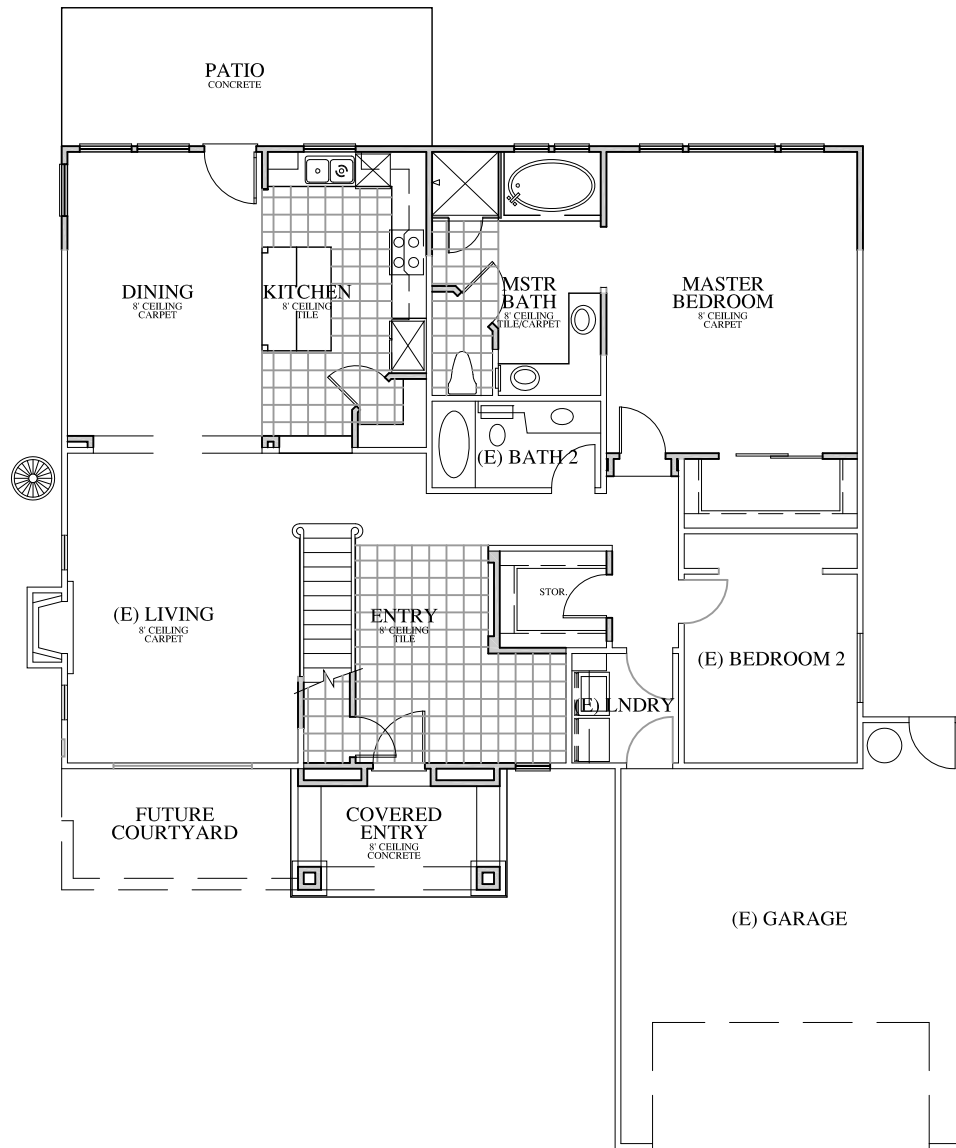 PATIO
CONCRETE
DINING
8' CEILING
CARPET
KITCHEN
8' CEILING
TILE
MSTR
BATH
8' CEILING
TILE/CARPET
MASTER
BEDROOM
8' CEILING
CARPET
(E) BATH 2
(E) LIVING
8' CEILING
CARPET
ENTRY
8' CEILING
TILE
STOR.
(E) BEDROOM 2
(E) LNDRY
FUTURE
COURTYARD
COVERED
ENTRY
8' CEILING
CONCRETE
(E) GARAGE